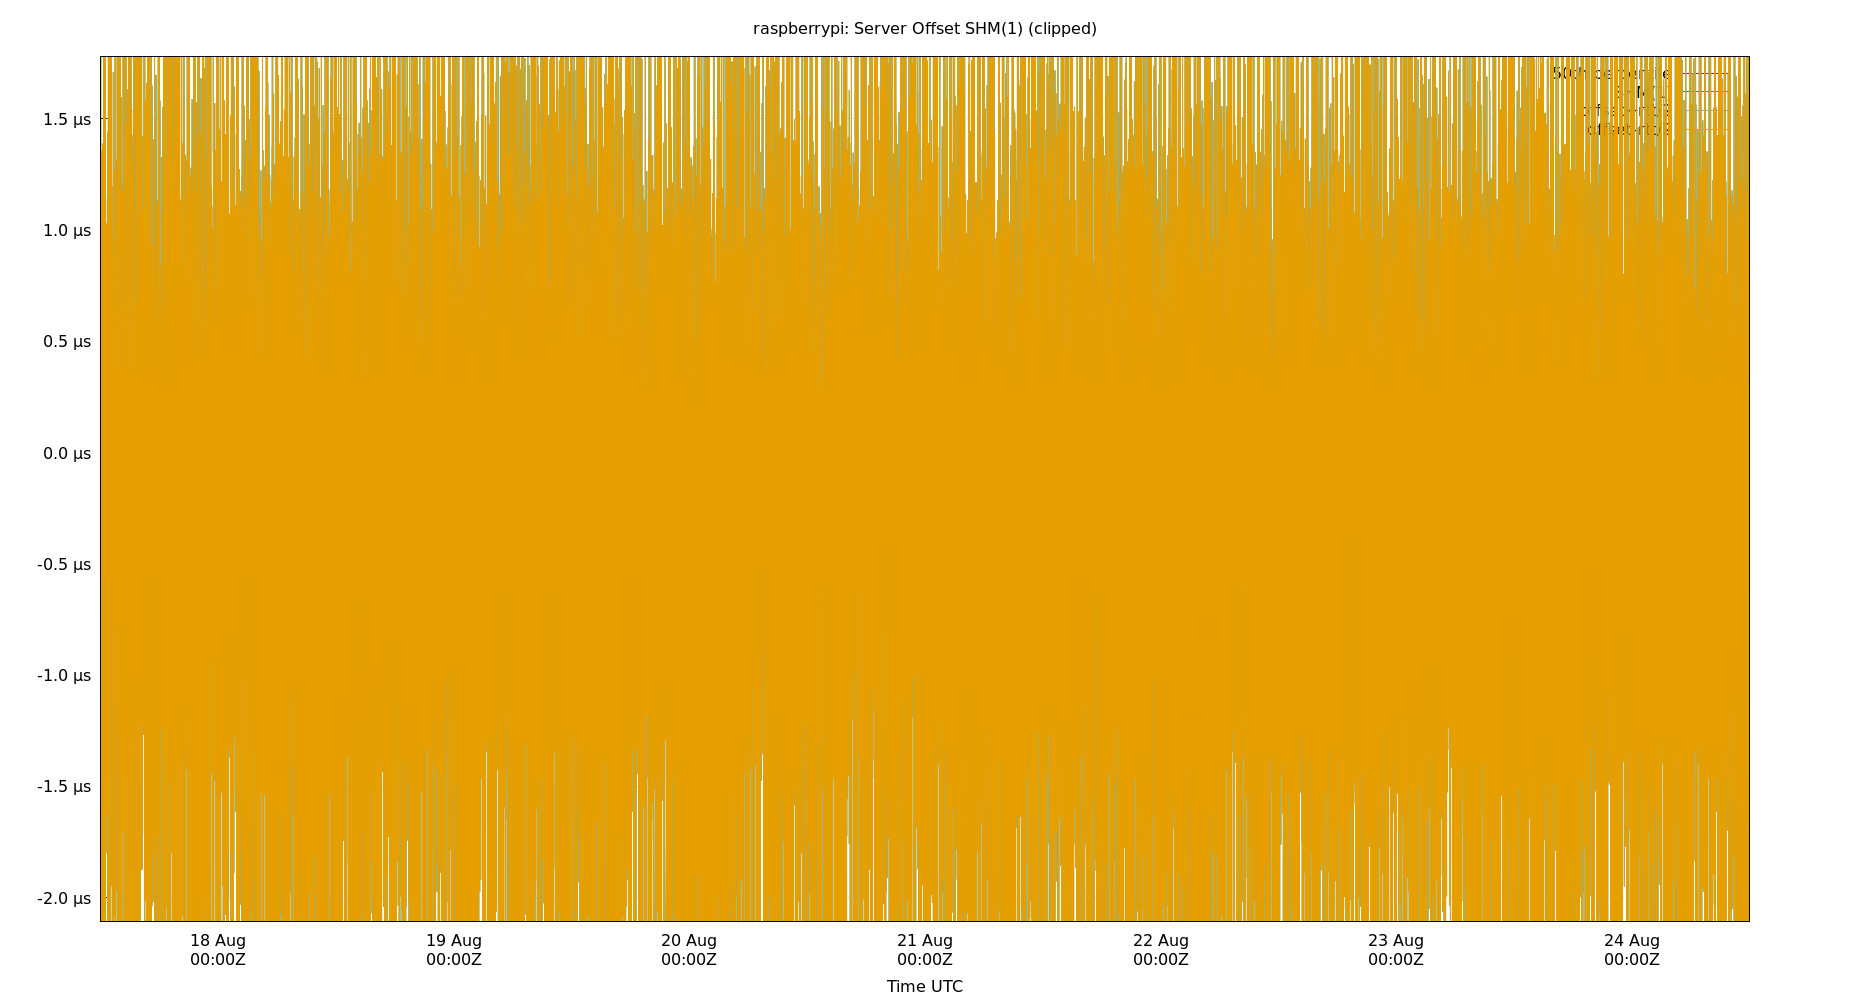 raspberrypi: Server Offset SHM(1) (clipped)
1.5 µs
1.0 µs
0.5 µs
0.0 µs
-0.5 µs
-1.0 µs
-1.5 µs
-2.0 µs
18 Aug 19 Aug 20 Aug 21 Aug 22 Aug 23 Aug 24 Aug
00:00Z 00:00Z 00:00Z 00:00Z 00:00Z 00:00Z 00:00Z
Time UTC